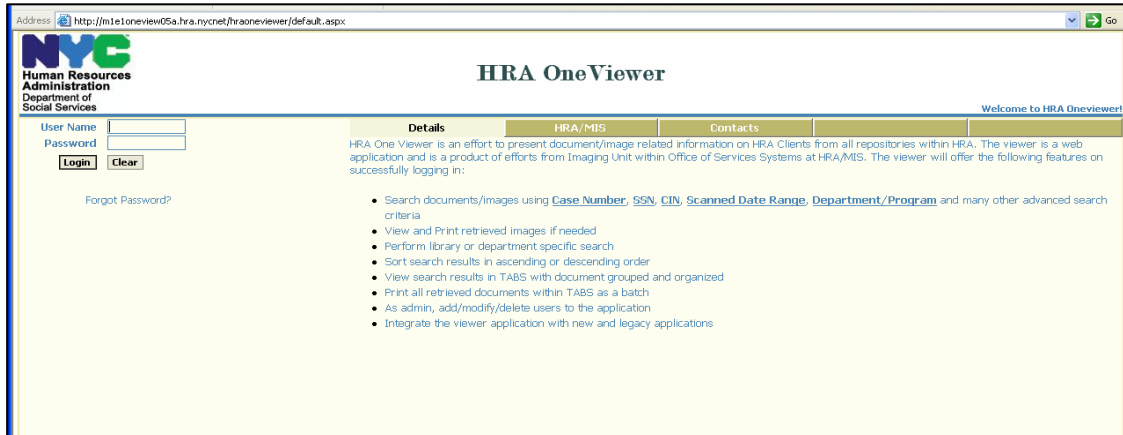 Address http://m1e1oneview05a.hra.nycnet/hraoneviewer/default.aspx Go
NYC
Human Resources
Administration
Department of
Social Services
HRA OneViewer
Welcome to HRA Oneviewer!
User Name
Password
Login Clear
Forgot Password?
Details HRA/MIS Contacts
HRA One Viewer is an effort to present document/image related information on HRA Clients from all repositories within HRA. The viewer is a web
application and is a product of efforts from Imaging Unit within Office of Services Systems at HRA/MIS. The viewer will offer the following features on
successfully logging in:
• Search documents/images using Case Number, SSN, CIN, Scanned Date Range, Department/Program and many other advanced search
criteria
• View and Print retrieved images if needed
• Perform library or department specific search
• Sort search results in ascending or descending order
• View search results in TABS with document grouped and organized
• Print all retrieved documents within TABS as a batch
• As admin, add/modify/delete users to the application
• Integrate the viewer application with new and legacy applications